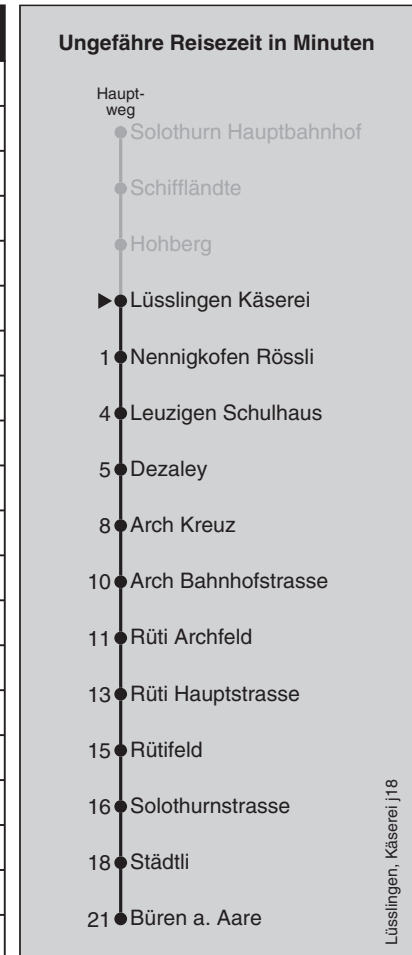 Ungefähre Reisezeit in Minuten
Haupt-
weg
Solothurn Hauptbahnhof
Schiffländte
Hohberg
Lüsslingen Käserei
1 Nennigkofen Rössli
4 Leuzigen Schulhaus
5 Dezaley
8 Arch Kreuz
10 Arch Bahnhofstrasse
11 Rüti Archfeld
13 Rüti Hauptstrasse
15 Rütifeld
16 Solothurnstrasse
18 Städtli
21 Büren a. Aare
Lüsslingen, Käserei j18